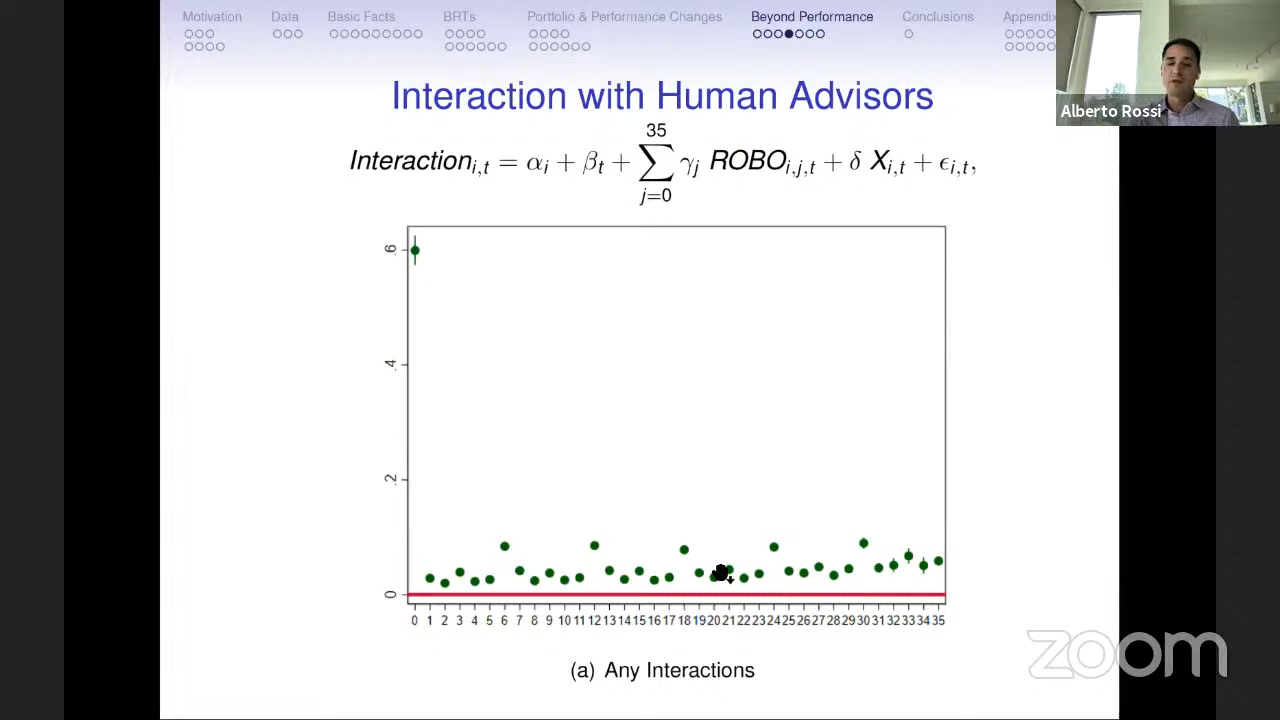 Motivation Data Basic Facts BRTs Portfolio & Performance Changes Beyond Performance Conclusions Appendix
Alberto Rossi
Interaction with Human Advisors
Interaction_{i,t} = α_i + β_t + \sum_{j=0}^{35} γ_j ROBO_{i,j,t} + δ X_{i,t} + ϵ_{i,t},
.6
.4
.2
0
0 1 2 3 4 5 6 7 8 9 10 11 12 13 14 15 16 17 18 19 20 21 22 23 24 25 26 27 28 29 30 31 32 33 34 35
(a) Any Interactions
zoom